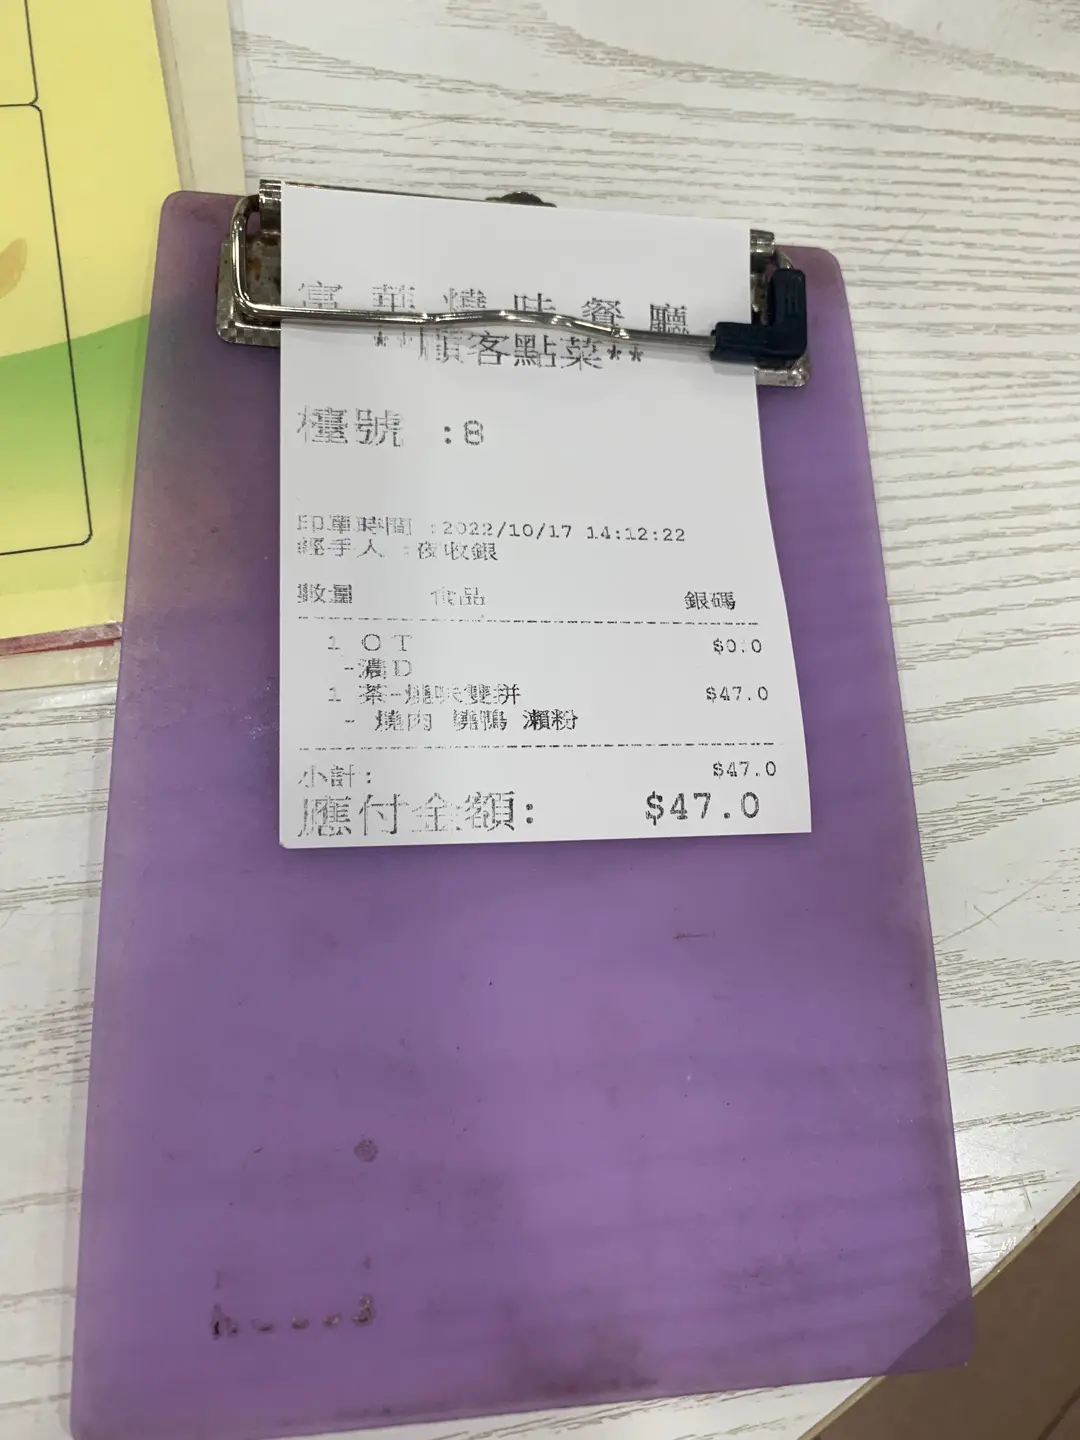 富華燒味餐廳
**顧客點菜**
檯號 :8
印單時間 :2022/10/17 14:12:22
經手人 :夜收銀
數量 食品 銀碼
1 OT $0.0
-濃D
1 茶-燒味雙拼 $47.0
- 燒肉 燒鴨 瀨粉
小計: $47.0
應付金額: $47.0